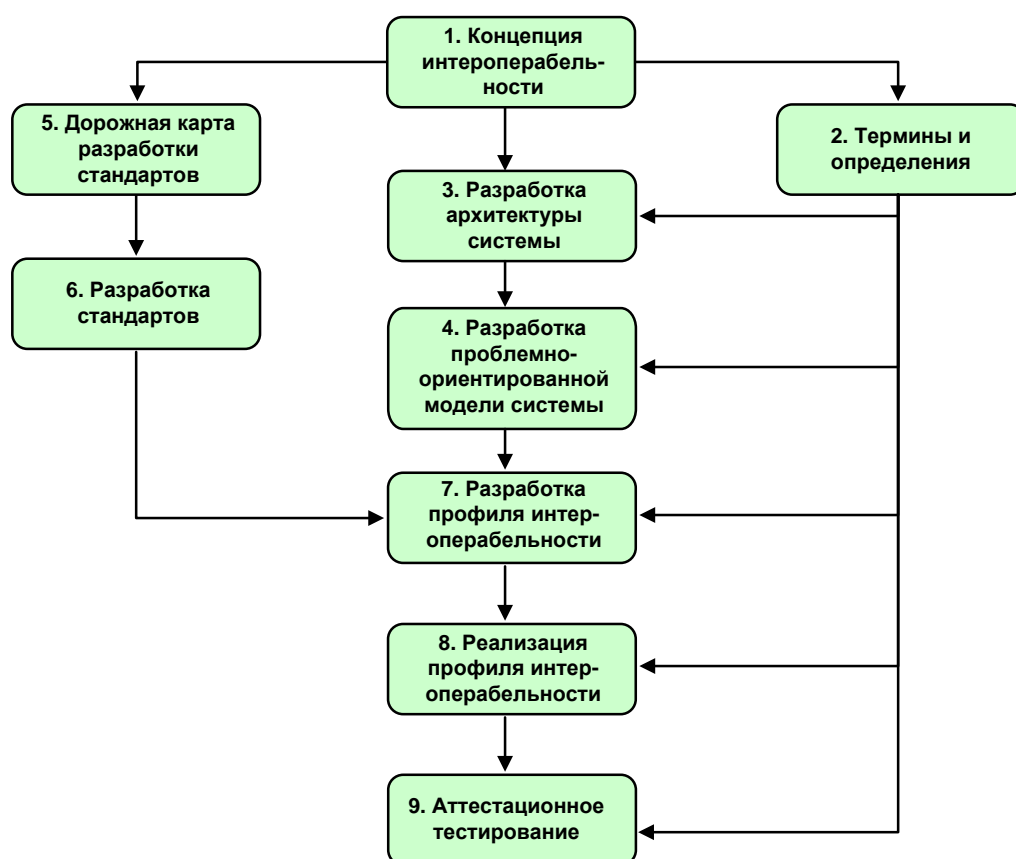 1. Концепция
интероперабель-
ности
5. Дорожная карта
разработки
стандартов
2. Термины и
определения
3. Разработка
архитектуры
системы
6. Разработка
стандартов
4. Разработка
проблемно-
ориентированной
модели системы
7. Разработка
профиля интер-
операбельности
8. Реализация
профиля интер-
операбельности
9. Аттестационное
тестирование